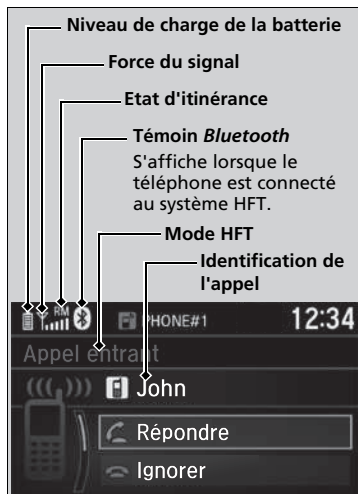 Niveau de charge de la batterie
Force du signal
Etat d'itinérance
Témoin Bluetooth
S'affiche lorsque le
téléphone est connecté
au système HFT.
Mode HFT
Identification de
l'appel
RM
PHONE#1
12:34
Appel entrant
John
Répondre
Ignorer